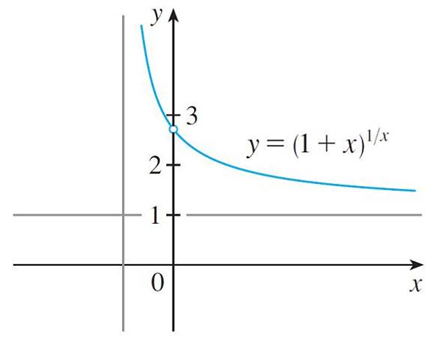 y
3
y = (1 + x)^{1/x}
2
1
0
x